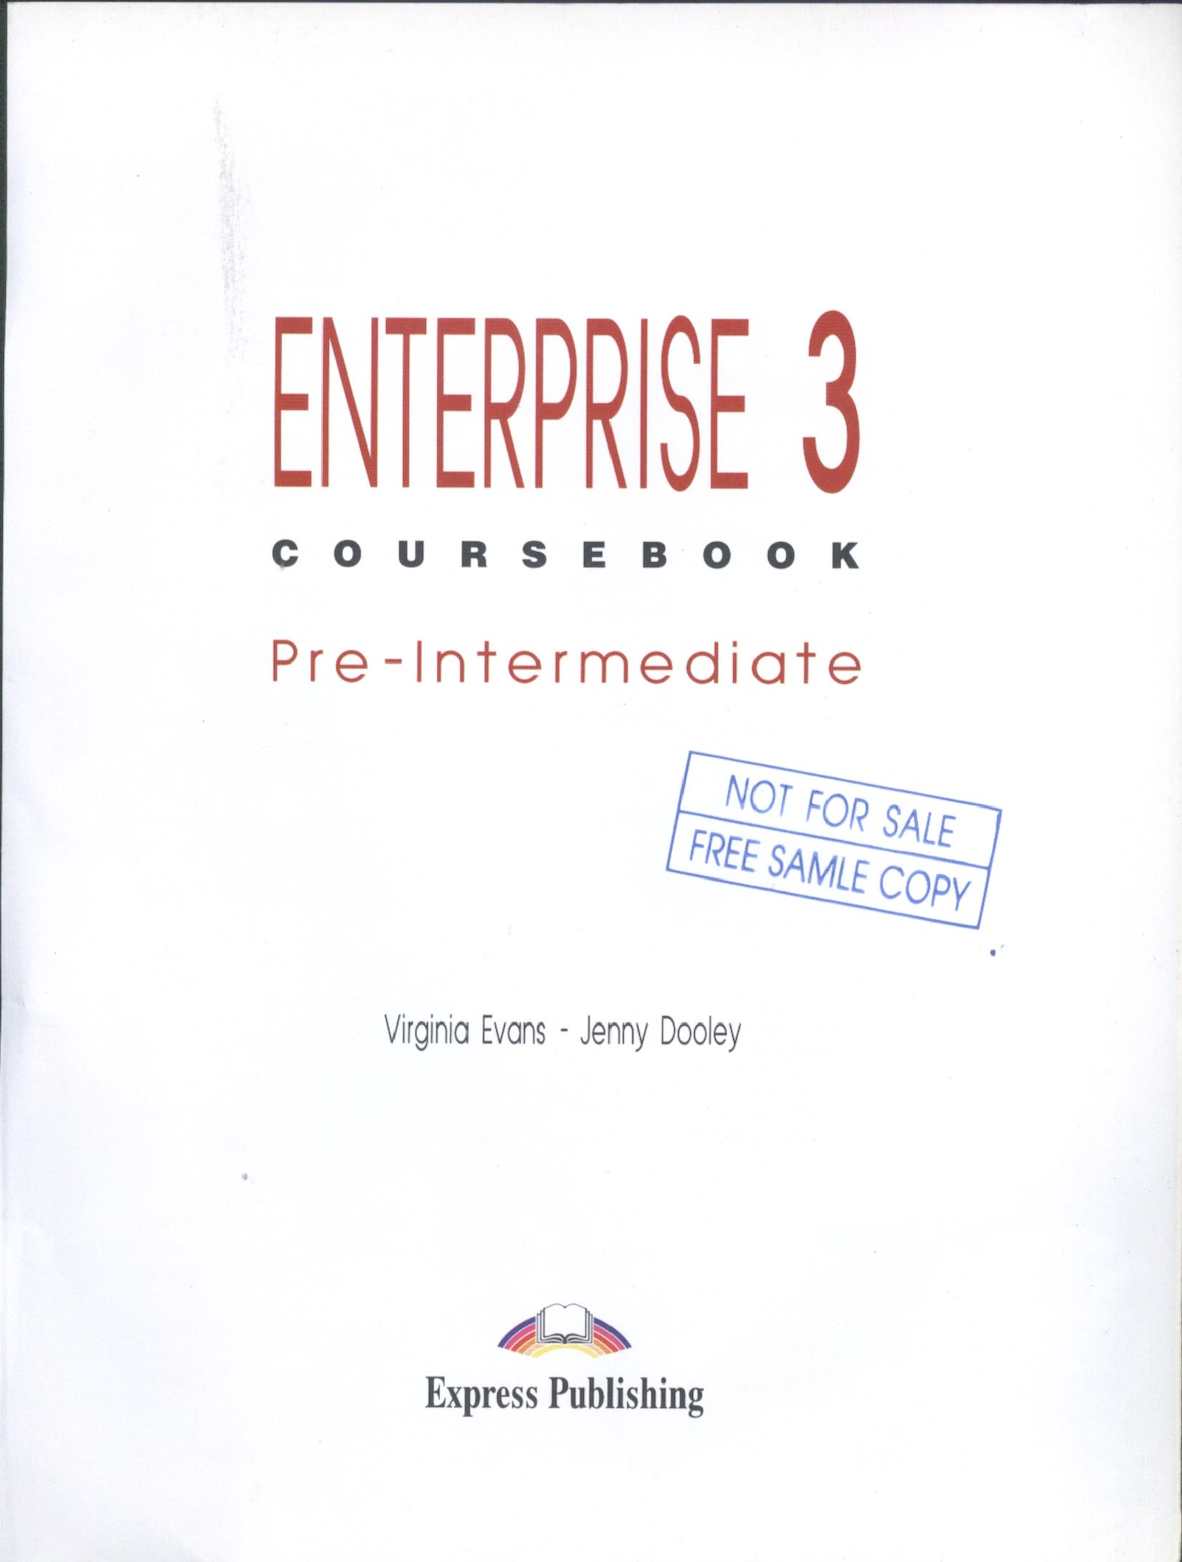 ENTERPRISE 3
COURSEBOOK
Pre-Intermediate
NOT FOR SALE
FREE SAMLE COPY
Virginia Evans - Jenny Dooley
Express Publishing